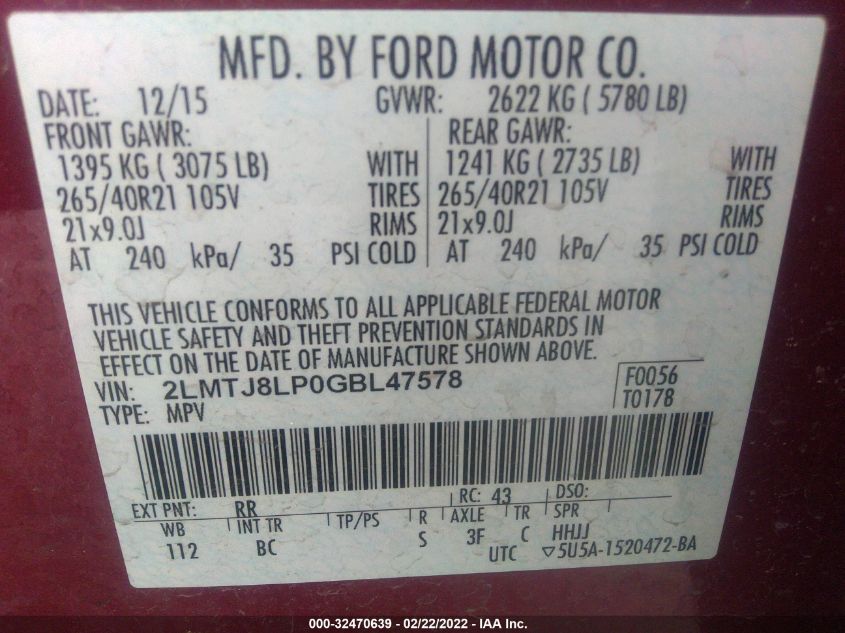 MFD. BY FORD MOTOR CO.
DATE: 12/15 GVWR: 2622 KG ( 5780 LB)
FRONT GAWR: REAR GAWR:
1395 KG ( 3075 LB) WITH 1241 KG ( 2735 LB) WITH
265/40R21 105V TIRES 265/40R21 105V TIRES
21x9.0J RIMS 21x9.0J RIMS
AT 240 kPa/ 35 PSI COLD AT 240 kPa/ 35 PSI COLD
THIS VEHICLE CONFORMS TO ALL APPLICABLE FEDERAL MOTOR
VEHICLE SAFETY AND THEFT PREVENTION STANDARDS IN
EFFECT ON THE DATE OF MANUFACTURE SHOWN ABOVE.
VIN: 2LMTJ8LP0GBL47578 F0056
TYPE: MPV T0178
EXT PNT: RR RC: 43 DSO:
WB INT TR TP/PS R AXLE TR SPR
112 BC S 3F C HHJJ
UTC ▽5U5A-1520472-BA
000-32470639 - 02/22/2022 - IAA Inc.